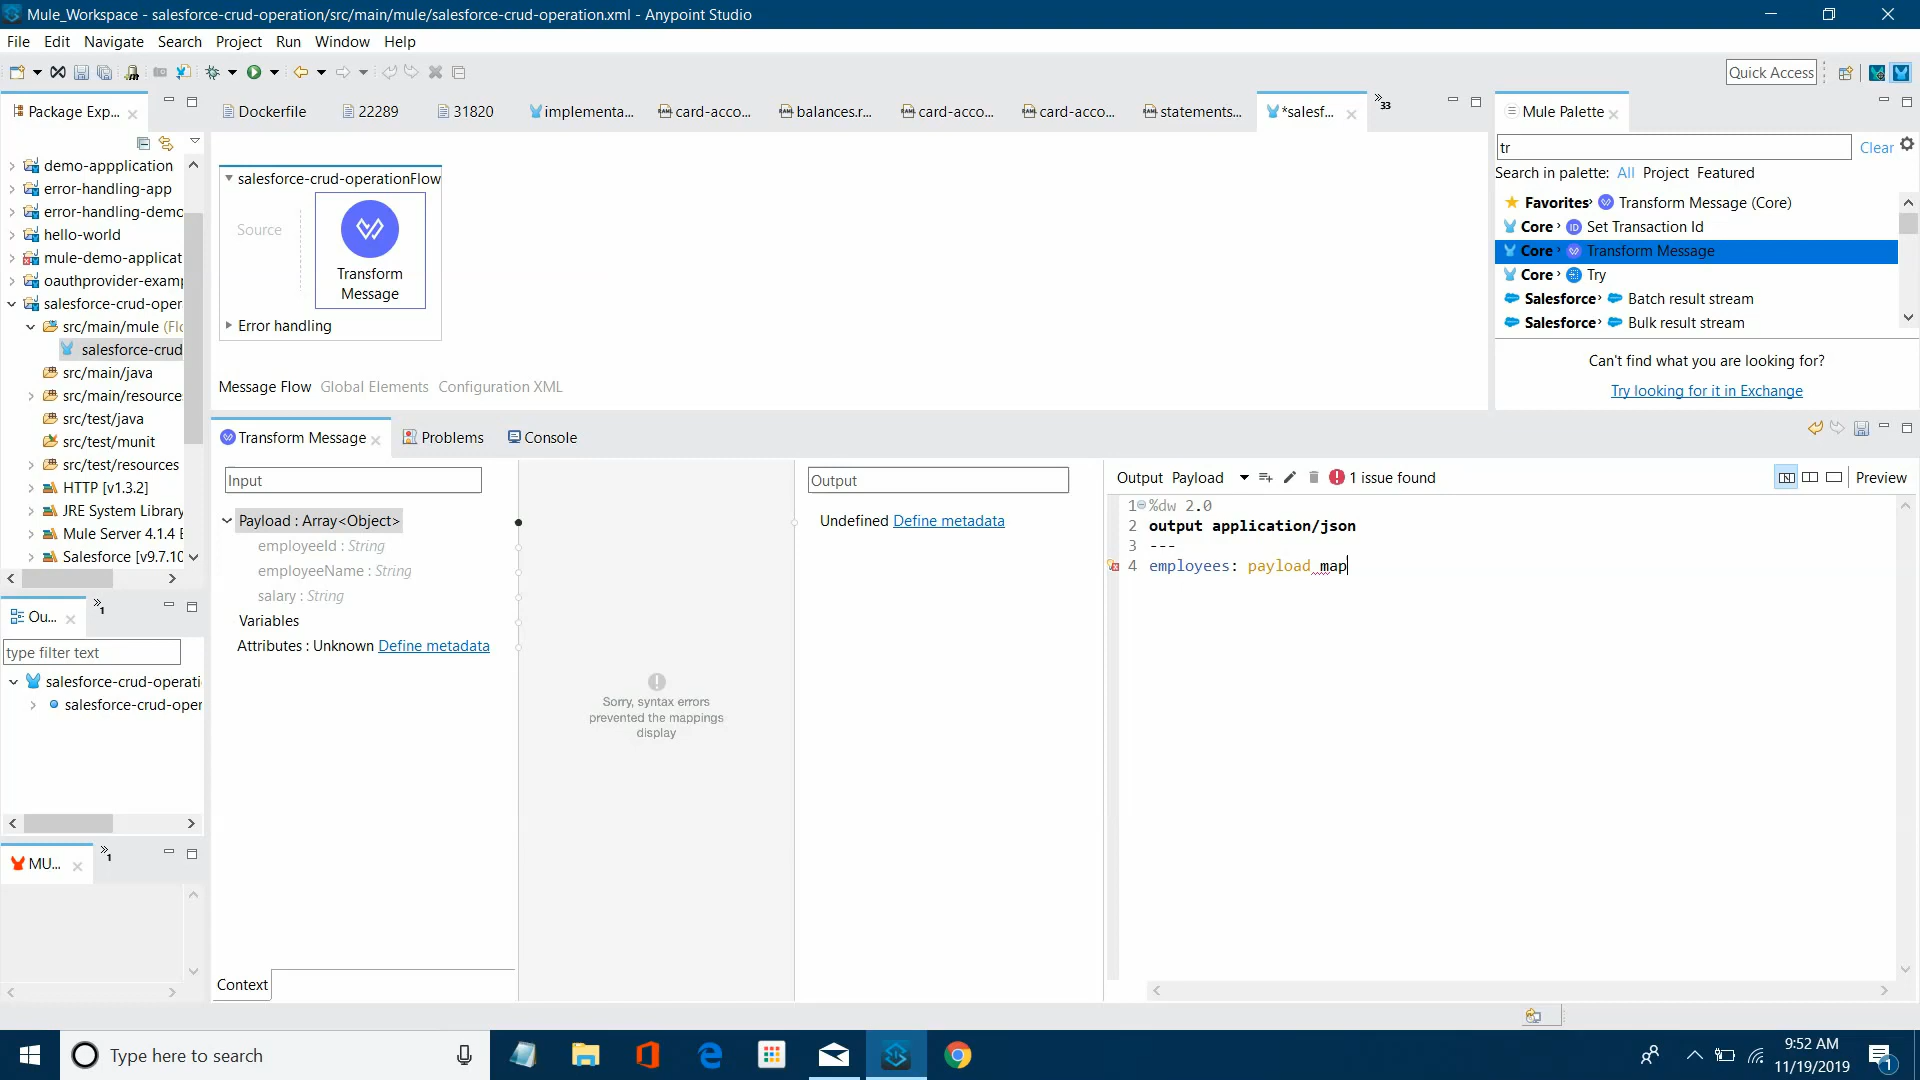 Mule_Workspace - salesforce-crud-operation/src/main/mule/salesforce-crud-operation.xml - Anypoint Studio
File Edit Navigate Search Project Run Window Help
Quick Access
Package Exp...
Dockerfile 22289 31820 implementa... card-acco... balances.r... card-acco... card-acco... statements... *salesf... 33
Mule Palette
tr
Clear
Search in palette: All Project Featured
Favorites Transform Message (Core)
Core Set Transaction Id
Core Transform Message
Core Try
Salesforce Batch result stream
Salesforce Bulk result stream
Can't find what you are looking for?
Try looking for it in Exchange
demo-appplication
error-handling-app
error-handling-demo
hello-world
mule-demo-applicat
oauthprovider-examp
salesforce-crud-oper
src/main/mule (Flo
salesforce-crud
src/main/java
src/main/resource
src/test/java
src/test/munit
src/test/resources
HTTP [v1.3.2]
JRE System Library
Mule Server 4.1.4 E
Salesforce [v9.7.10
salesforce-crud-operationFlow
Source
Transform
Message
Error handling
Message Flow Global Elements Configuration XML
Transform Message Problems Console
Input
Payload : Array<Object>
employeeId : String
employeeName : String
salary : String
Variables
Attributes : Unknown Define metadata
Context
Sorry, syntax errors
prevented the mappings
display
Output
Undefined Define metadata
Output Payload 1 issue found Preview
1 %dw 2.0
2 output application/json
3 ---
4 employees: payload map
Ou... 1
type filter text
salesforce-crud-operati
salesforce-crud-oper
MU... 1
Type here to search
9:52 AM
11/19/2019
1